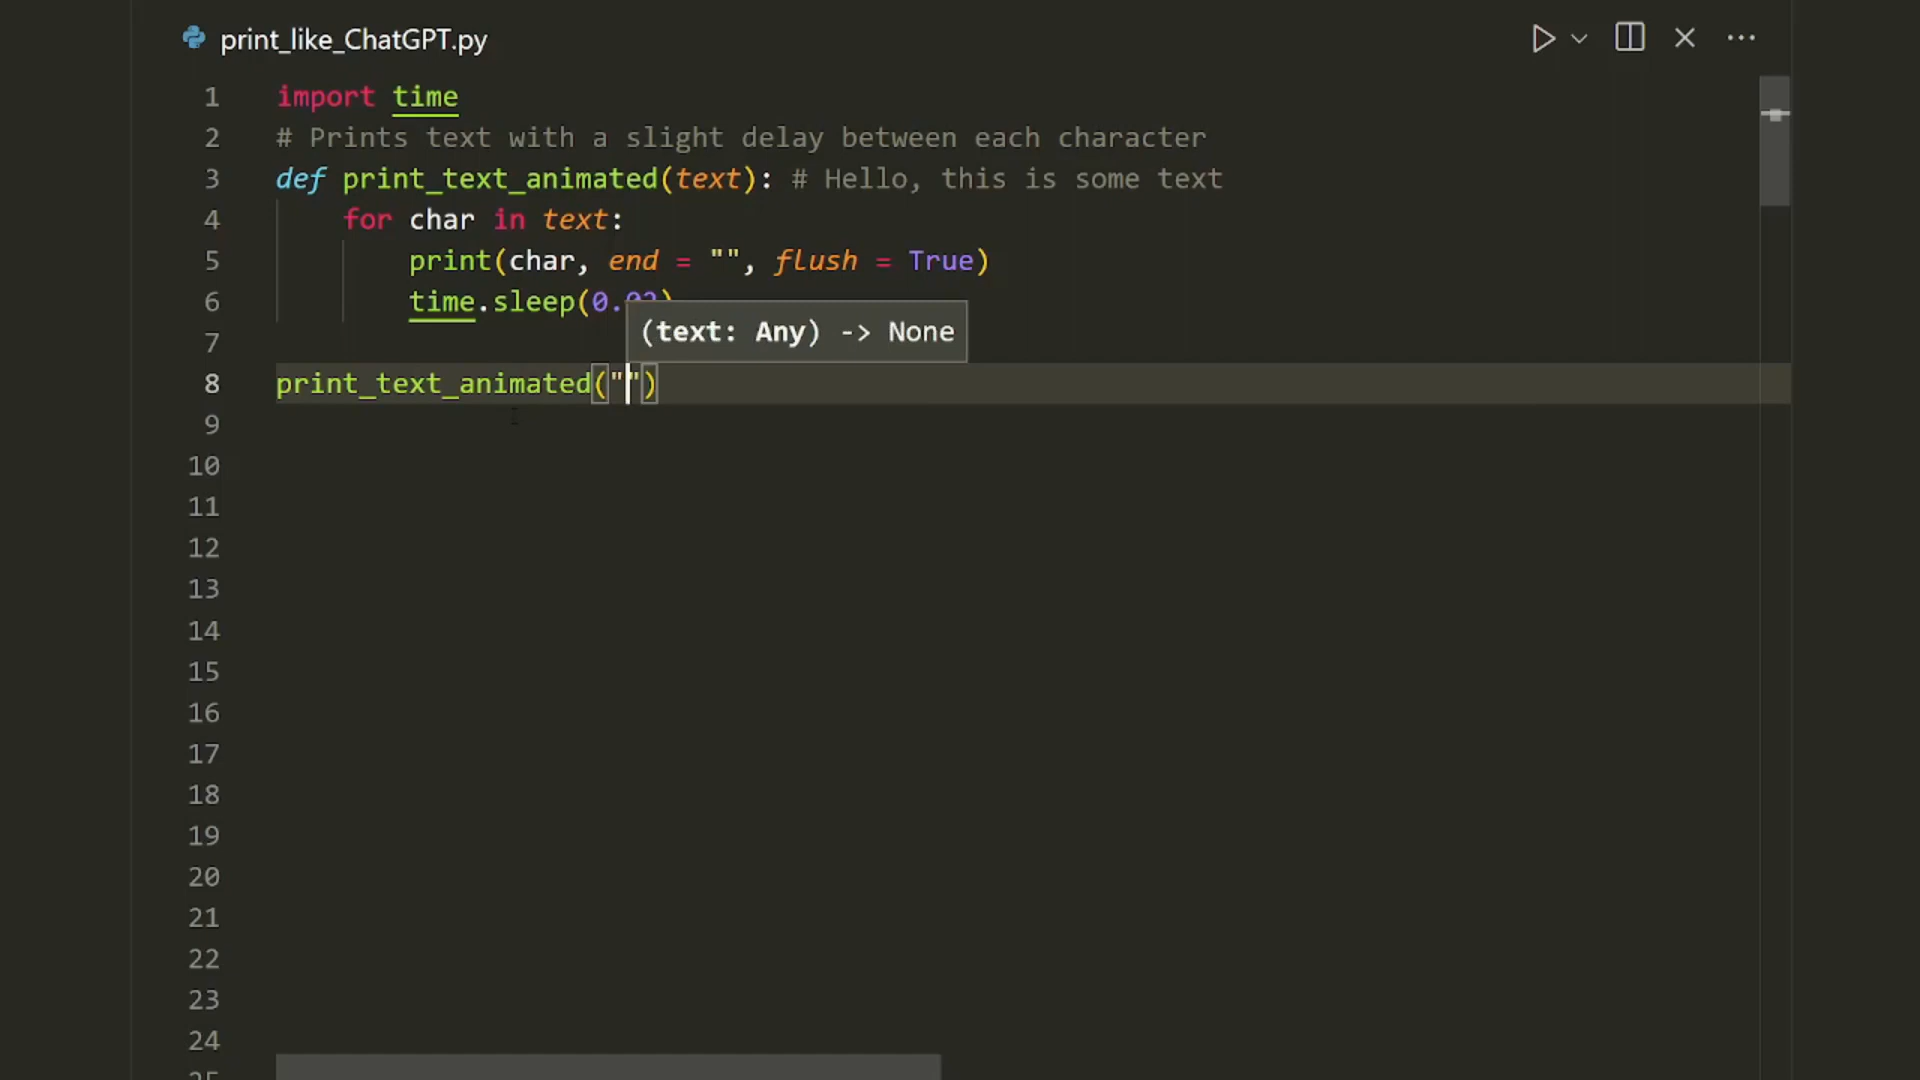 print_like_ChatGPT.py
1 import time
2 # Prints text with a slight delay between each character
3 def print_text_animated(text): # Hello, this is some text
4 for char in text:
5 print(char, end = "", flush = True)
6 time.sleep(0.02)
(text: Any) -> None
7
8 print_text_animated("")
9
10
11
12
13
14
15
16
17
18
19
20
21
22
23
24
25